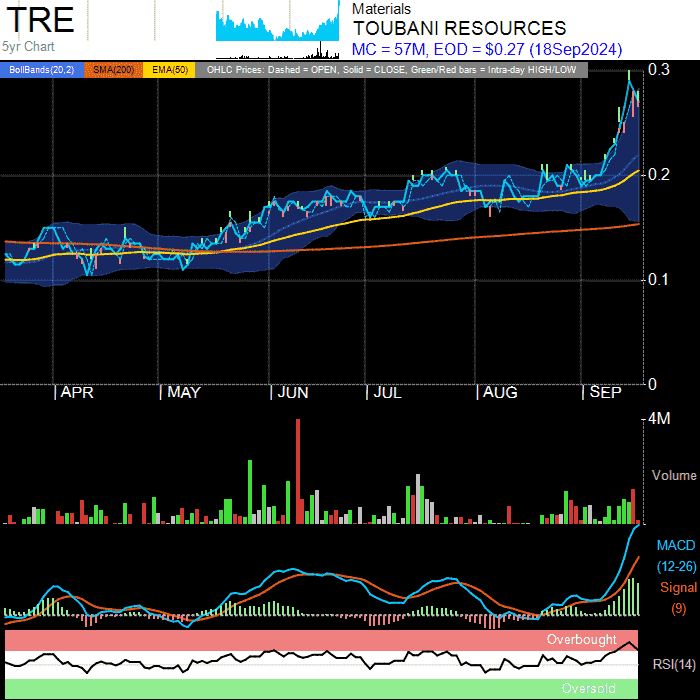 TRE
5yr Chart
Materials
TOUBANI RESOURCES
MC = 57M, EOD = $0.27 (18Sep2024)
BollBands(20,2) SMA(200) EMA(50) OHLC Prices: Dashed = OPEN, Solid = CLOSE, Green/Red bars = Intra-day HIGH/LOW
0.3
0.2
0.1
0
APR MAY JUN JUL AUG SEP
4M
Volume
MACD
(12-26)
Signal
(9)
Overbought
RSI(14)
Oversold